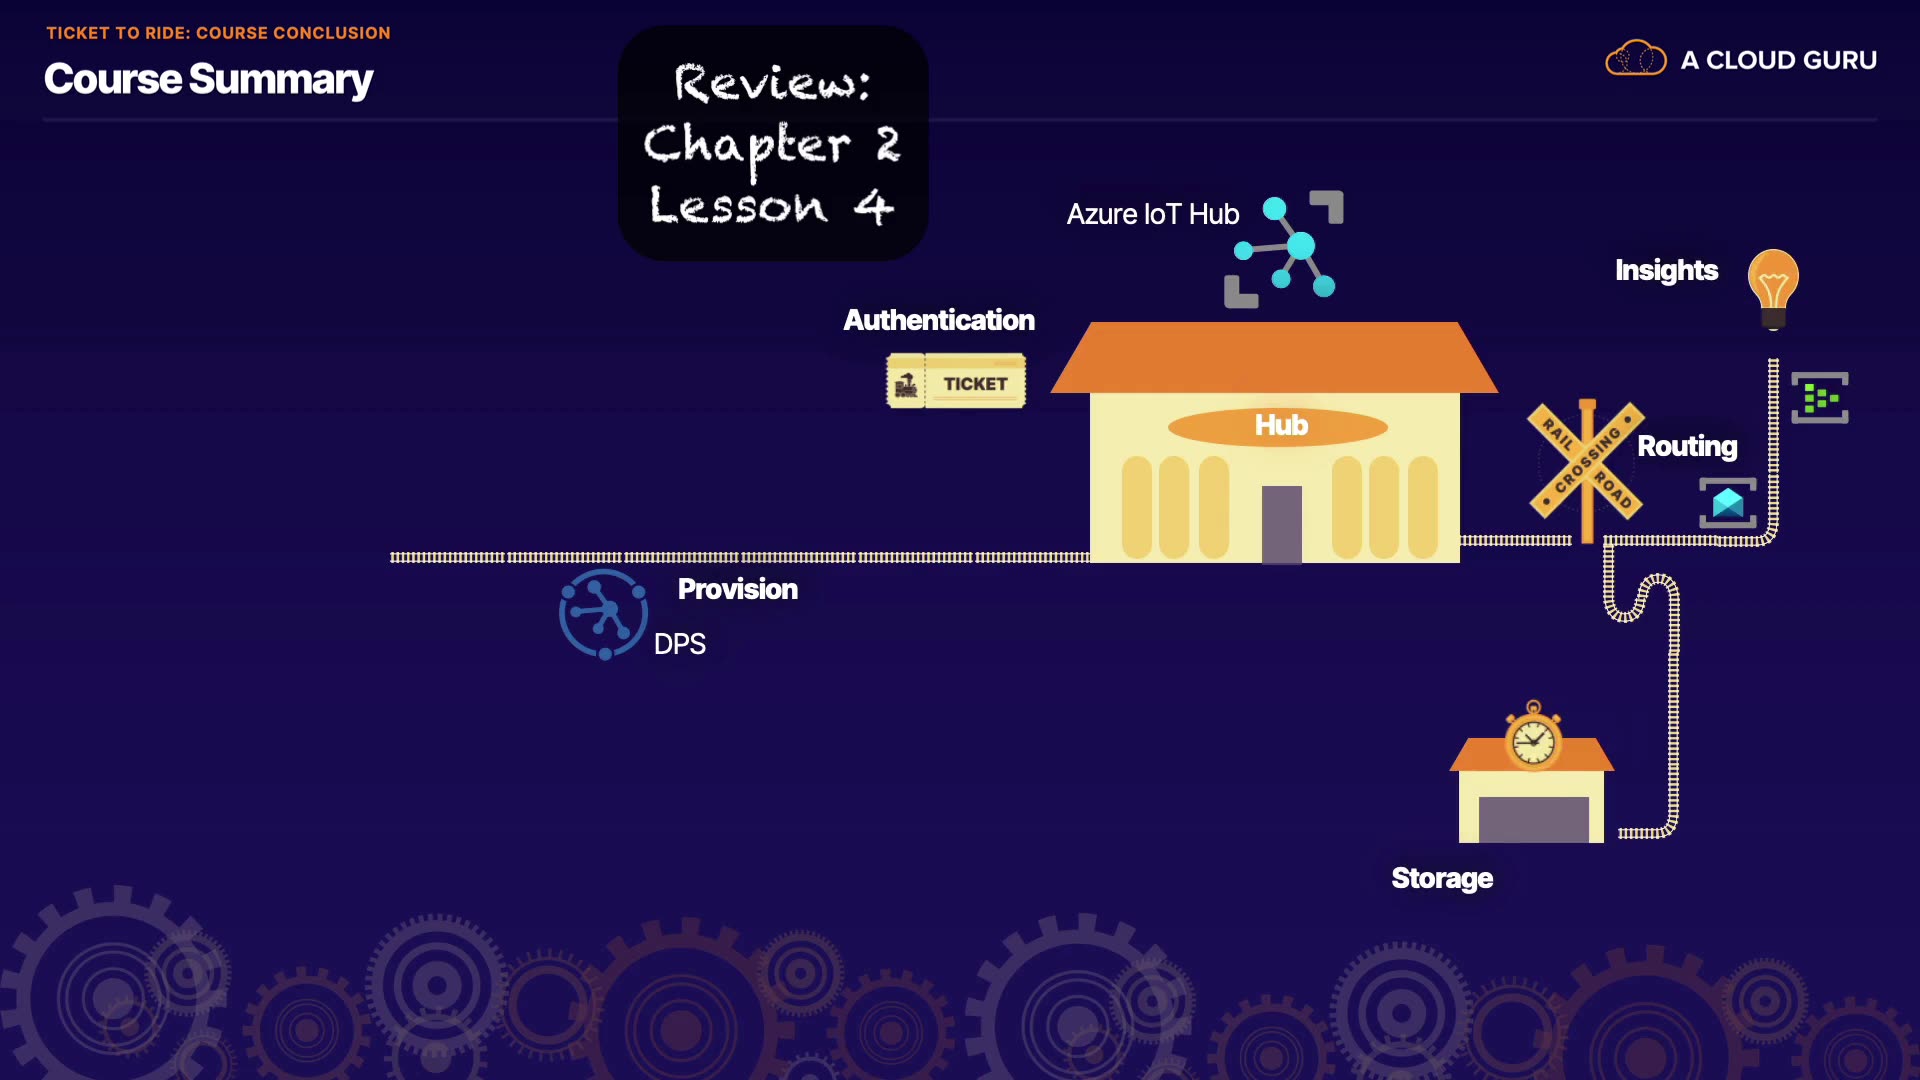 TICKET TO RIDE: COURSE CONCLUSION
Course Summary
Review:
Chapter 2
Lesson 4
A CLOUD GURU
Azure IoT Hub
Insights
Authentication
TICKET
Hub
RAIL ROAD
CROSSING
Routing
Provision
DPS
Storage